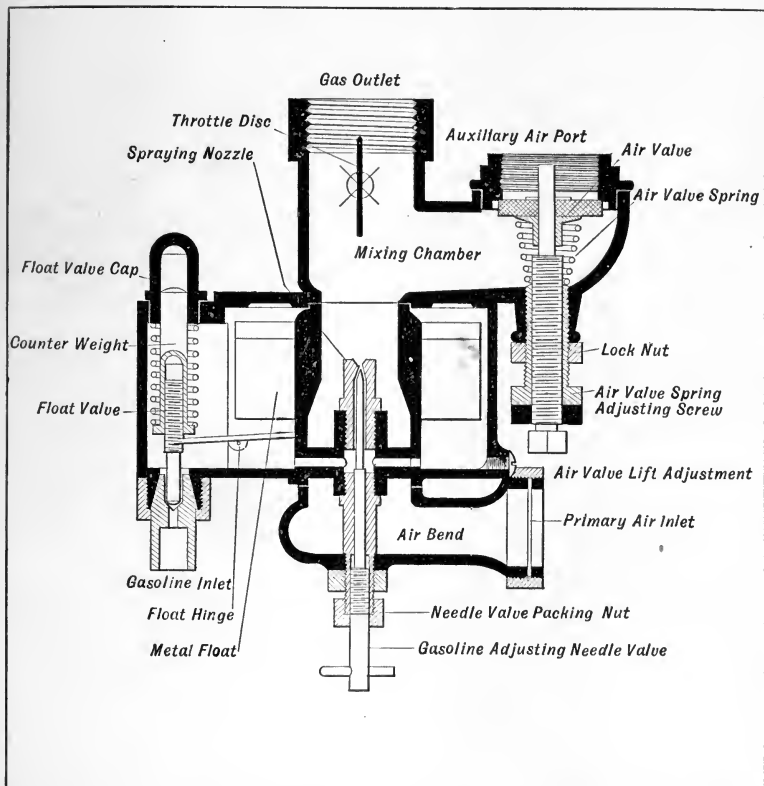 Gas Outlet
Throttle Disc
Auxillary Air Port
Spraying Nozzle
Air Valve
Air Valve Spring
Mixing Chamber
Float Valve Cap
Counter Weight
Lock Nut
Float Valve
Air Valve Spring
Adjusting Screw
Air Valve Lift Adjustment
Primary Air Inlet
Air Bend
Gasoline Inlet
Float Hinge
Needle Valve Packing Nut
Metal Float
Gasoline Adjusting Needle Valve